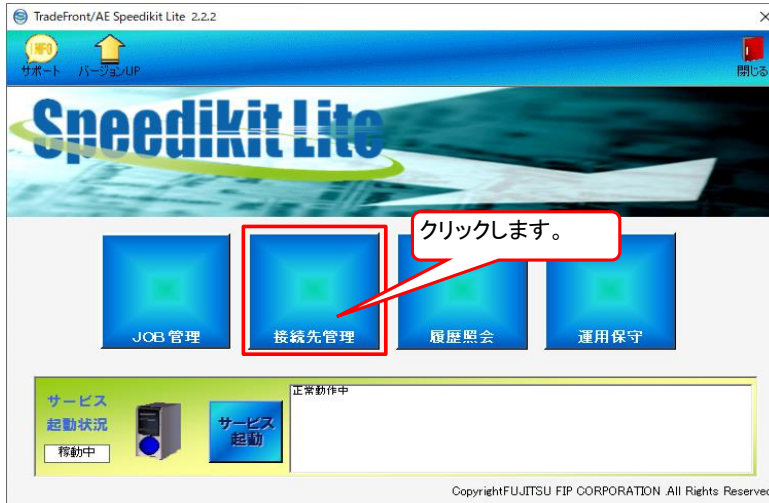 TradeFront/AE Speedikit Lite 2.2.2
INFO
サポート
バージョンUP
閉じる
Speedikit Lite
クリックします。
JOB 管理
接続先管理
履歴照会
運用保守
サービス
起動状況
稼動中
サービス
起動
正常動作中
CopyrightFUJITSU FIP CORPORATION .All Rights Reserved